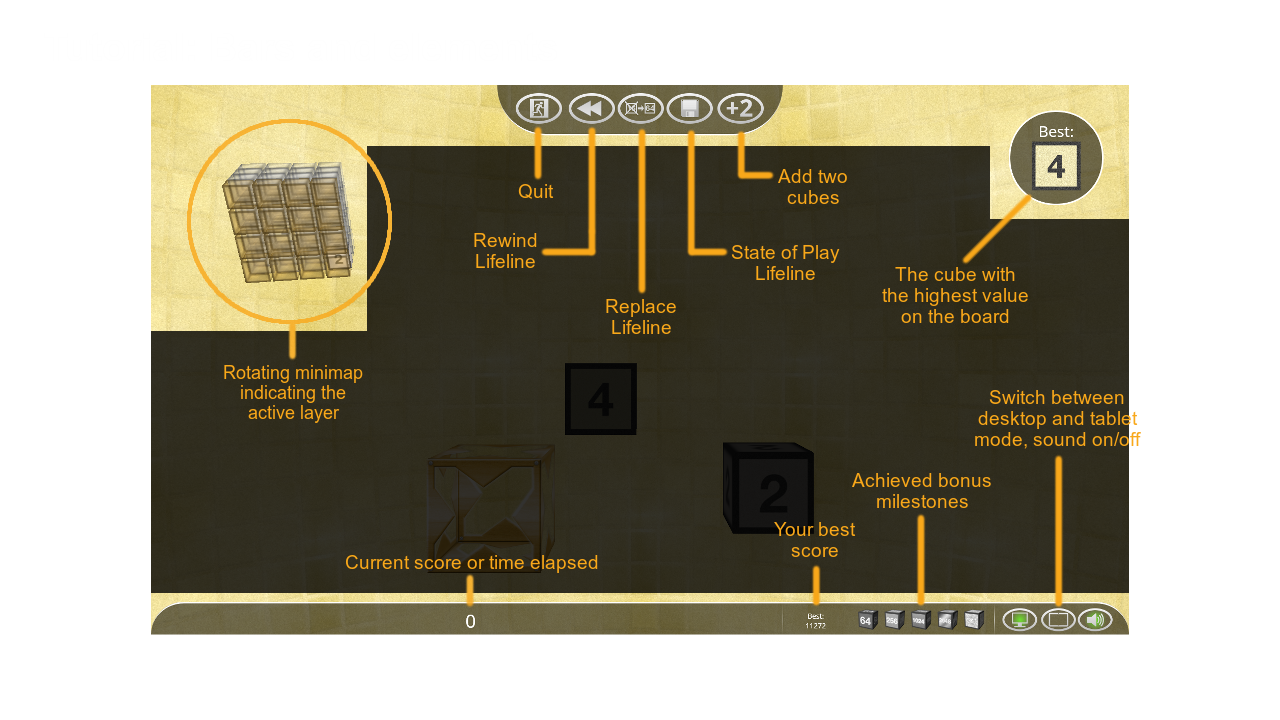 +2
Best:
4
2
Quit
Add two
cubes
Rewind
Lifeline
State of Play
Lifeline
The cube with
the highest value
on the board
Replace
Lifeline
Rotating minimap
indicating the
active layer
4
Switch between
desktop and tablet
mode, sound on/off
2
Achieved bonus
milestones
Your best
score
Current score or time elapsed
0
Best:
11272
64
256
1024